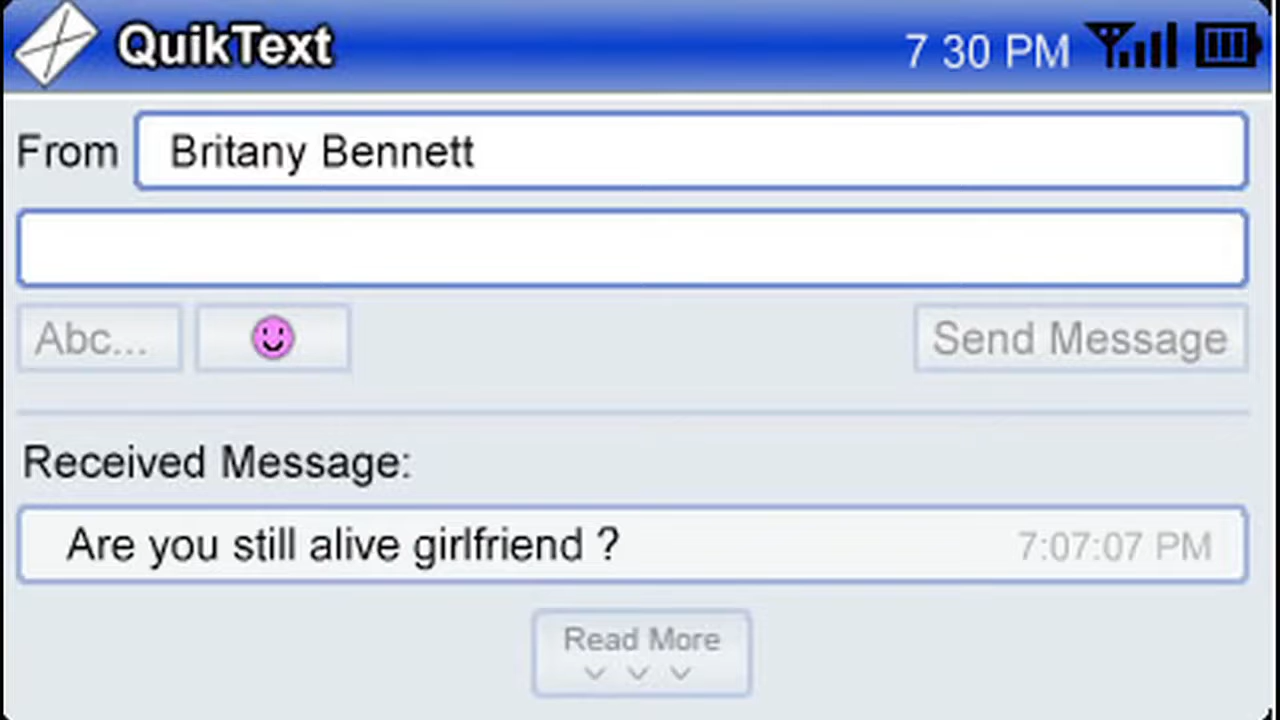 QuikText
7 30 PM
From
Britany Bennett
Abc...
Send Message
Received Message:
Are you still alive girlfriend ?
7:07:07 PM
Read More